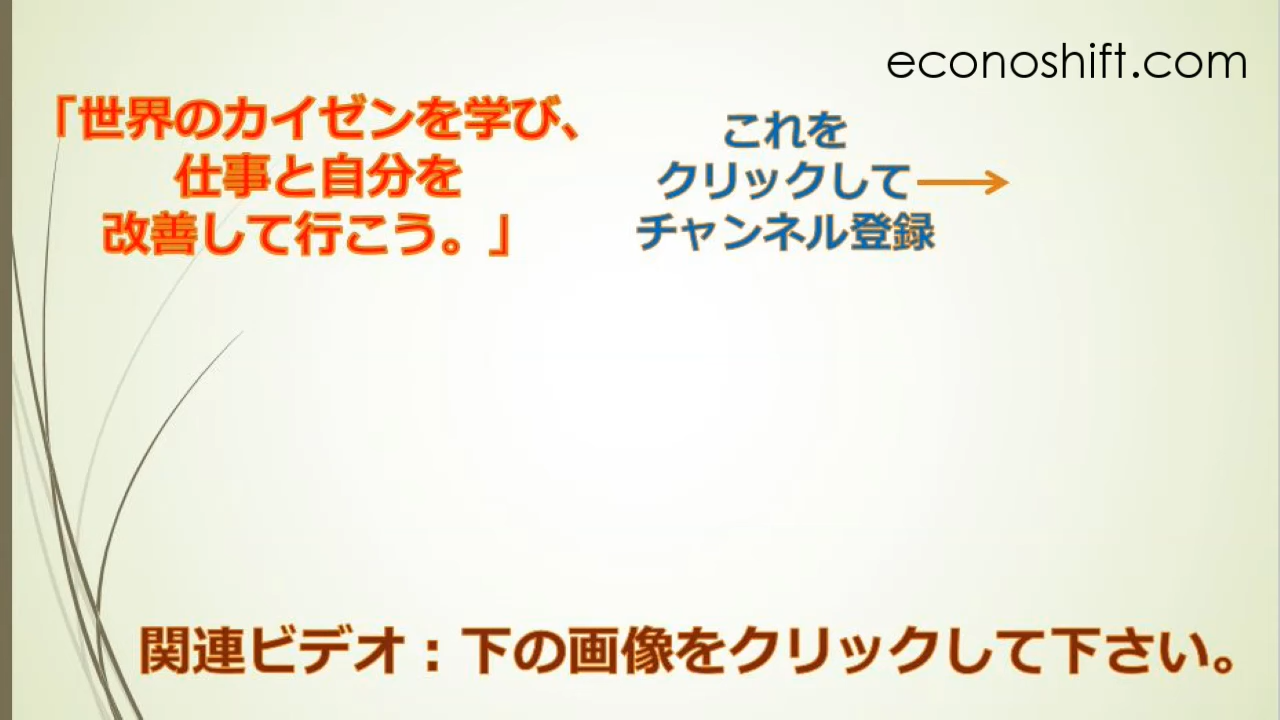 econoshift.com
「世界のカイゼンを学び、
仕事と自分を
改善して行こう。」
これを
クリックして
チャンネル登録
関連ビデオ：下の画像をクリックして下さい。